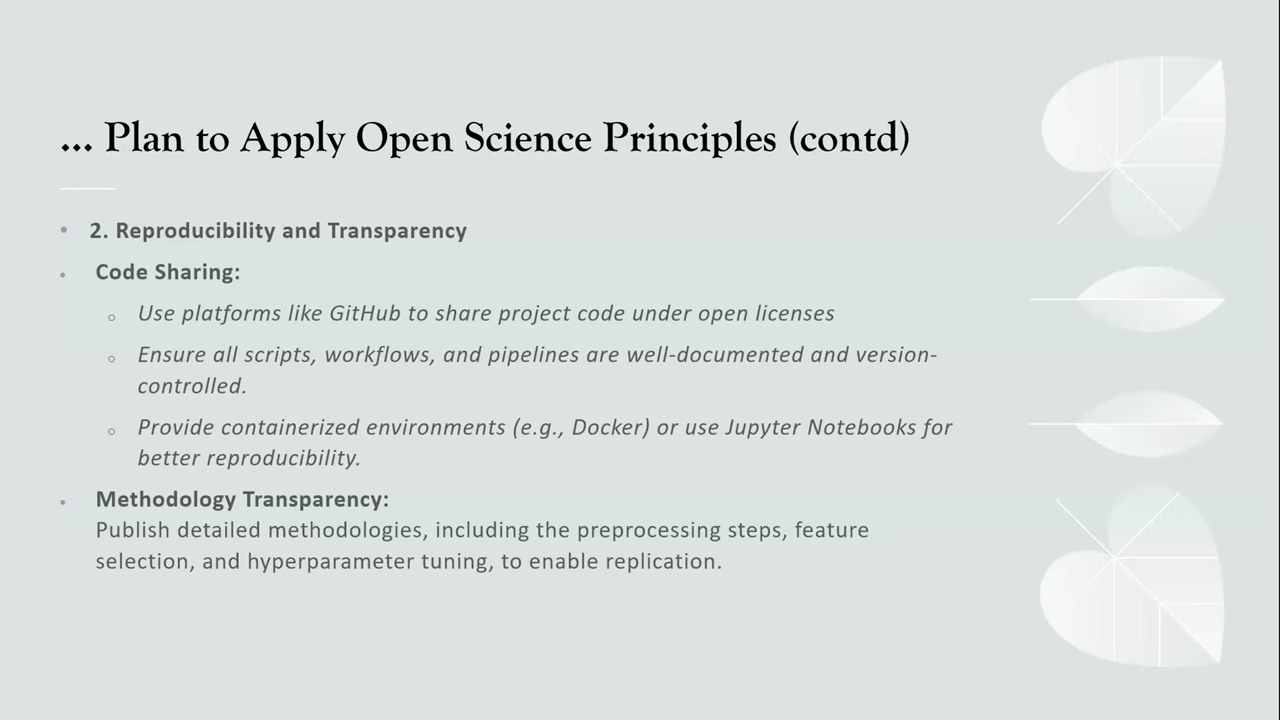 ... Plan to Apply Open Science Principles (contd)
• 2. Reproducibility and Transparency
• Code Sharing:
○ Use platforms like GitHub to share project code under open licenses
○ Ensure all scripts, workflows, and pipelines are well-documented and version-
controlled.
○ Provide containerized environments (e.g., Docker) or use Jupyter Notebooks for
better reproducibility.
• Methodology Transparency:
Publish detailed methodologies, including the preprocessing steps, feature
selection, and hyperparameter tuning, to enable replication.